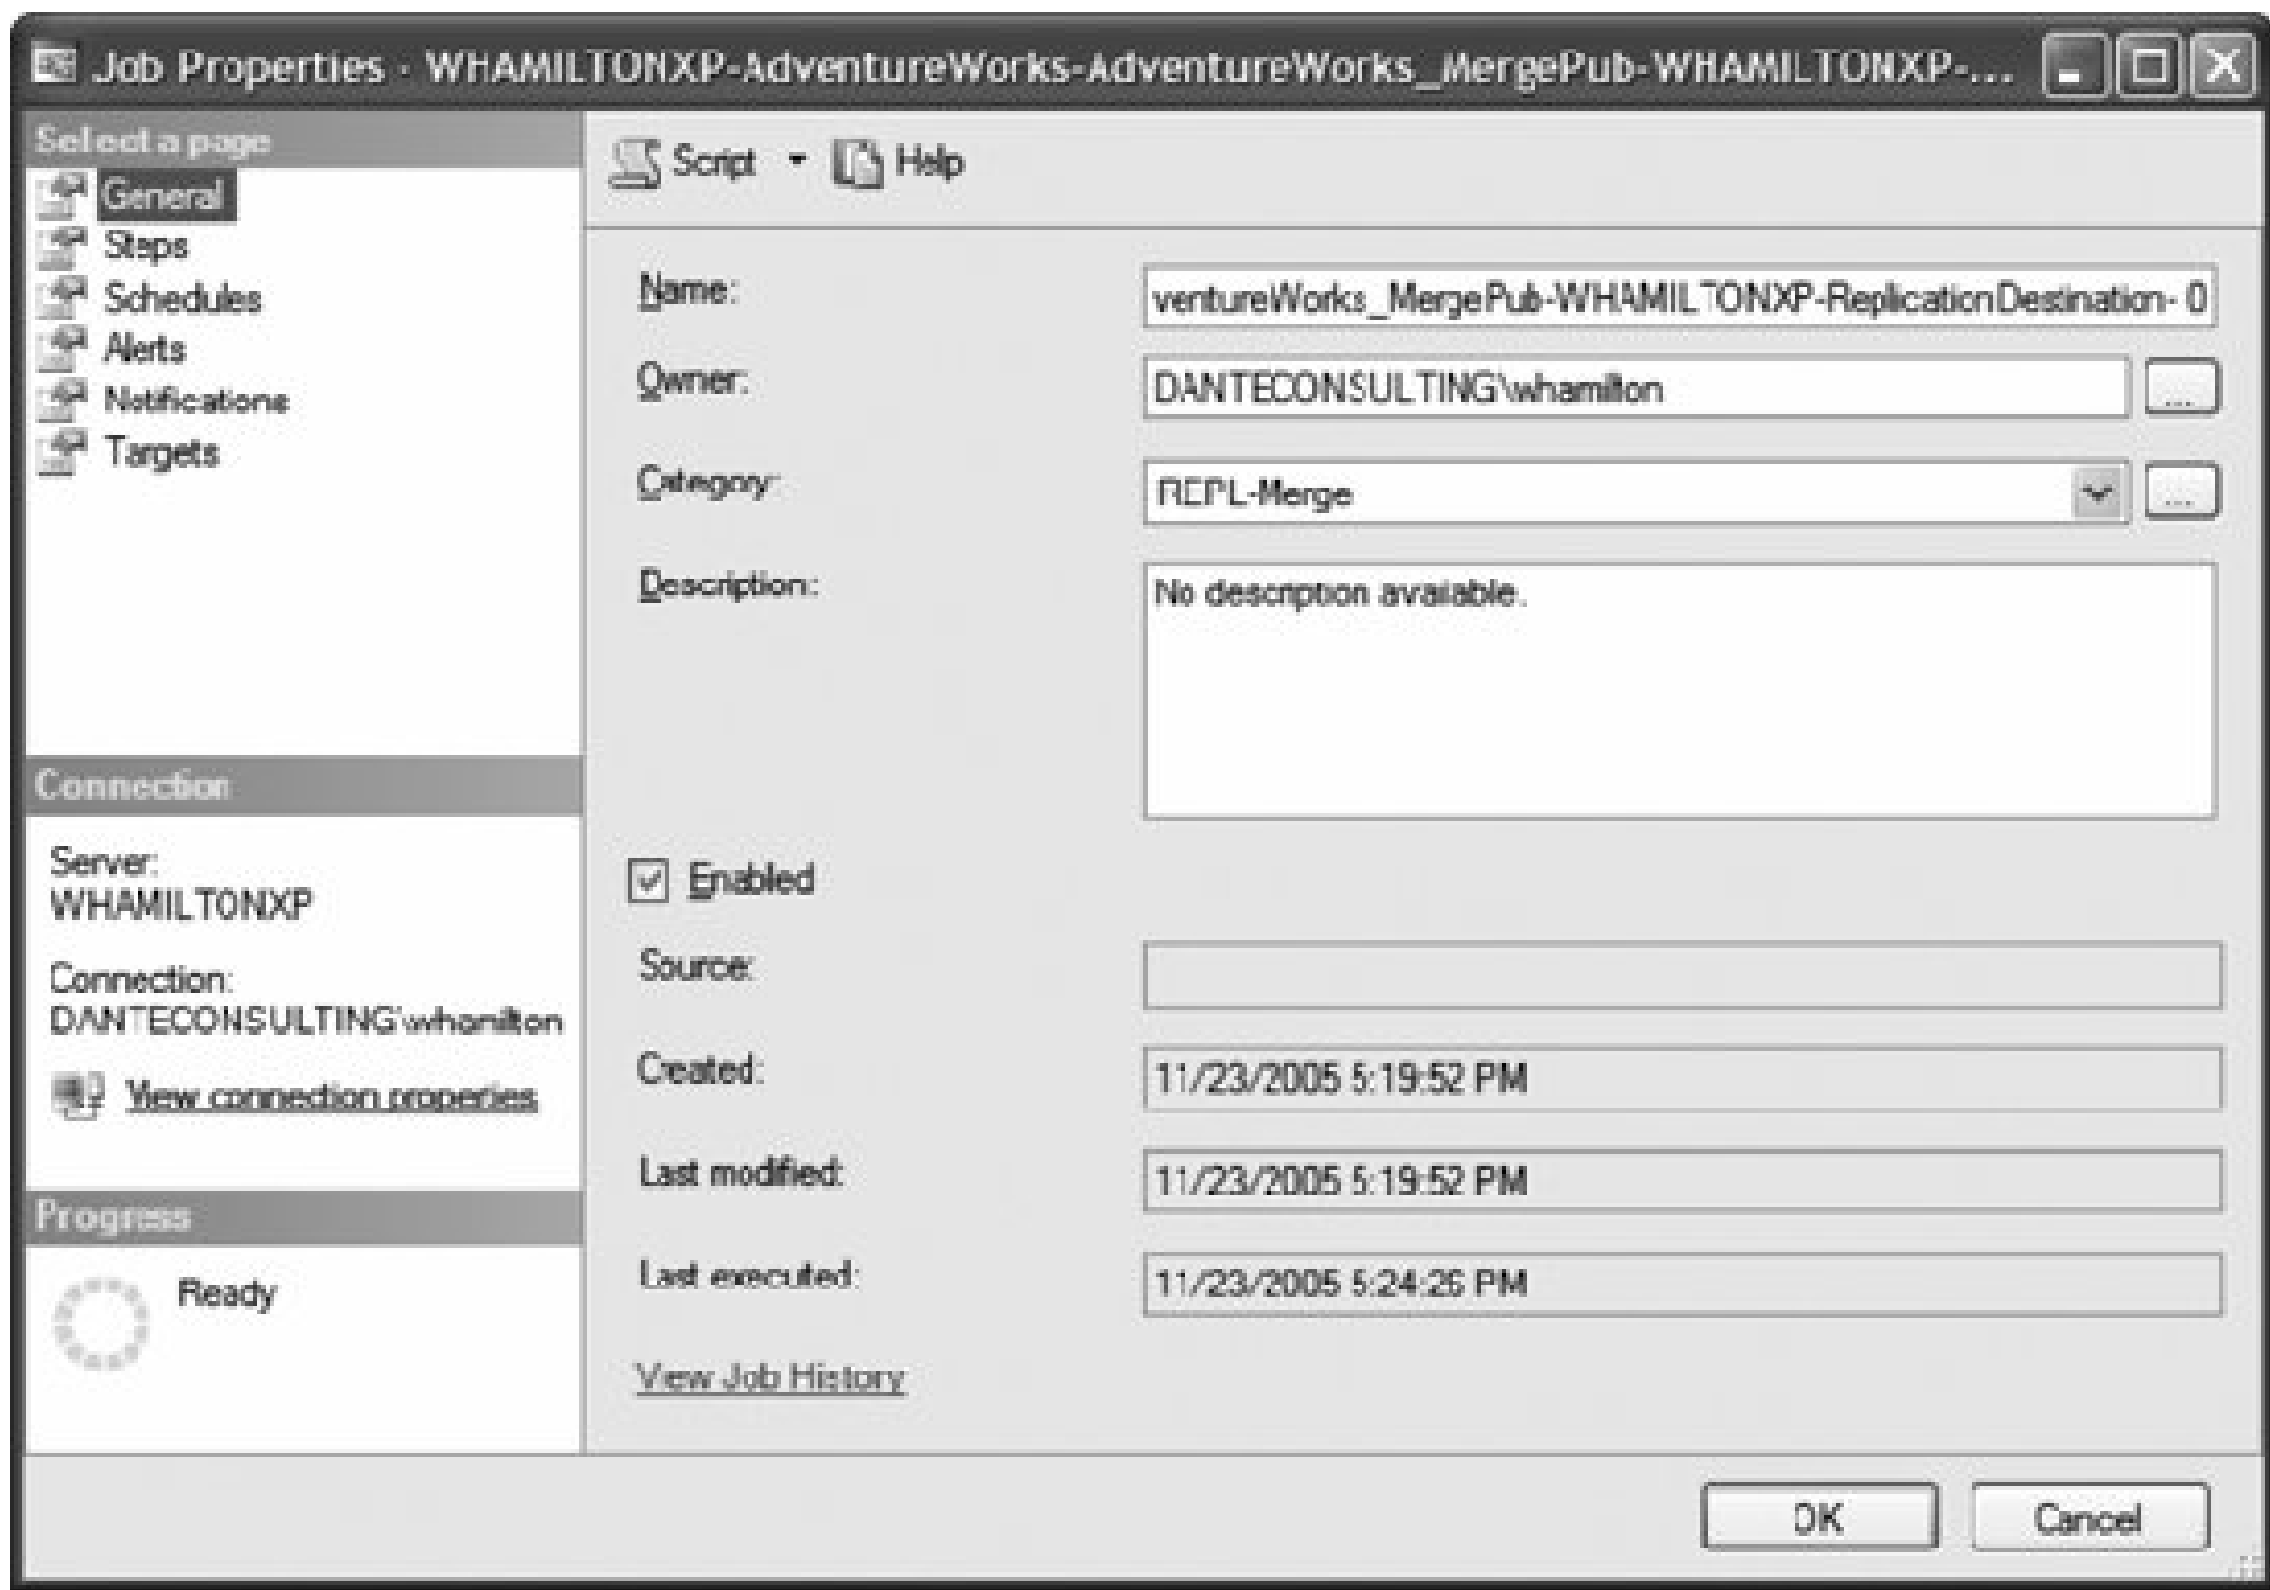 Job Properties - WHAMILTONXP-AdventureWorks-AdventureWorks_MergePub-WHAMILTONXP-...
Select a page
General
Steps
Schedules
Alerts
Notifications
Targets
Script
Help
Name:
ventureWorks_MergePub-WHAMILTONXP-ReplicationDestination- 0
Owner:
DANTECONSULTING\whamilton
...
Category:
REPL-Merge
...
Description:
No description available.
Enabled
Source:
Created:
11/23/2005 5:19:52 PM
Last modified:
11/23/2005 5:19:52 PM
Last executed:
11/23/2005 5:24:26 PM
View Job History
Connection
Server:
WHAMILTONXP
Connection:
DANTECONSULTING\whamilton
View connection properties
Progress
Ready
OK
Cancel